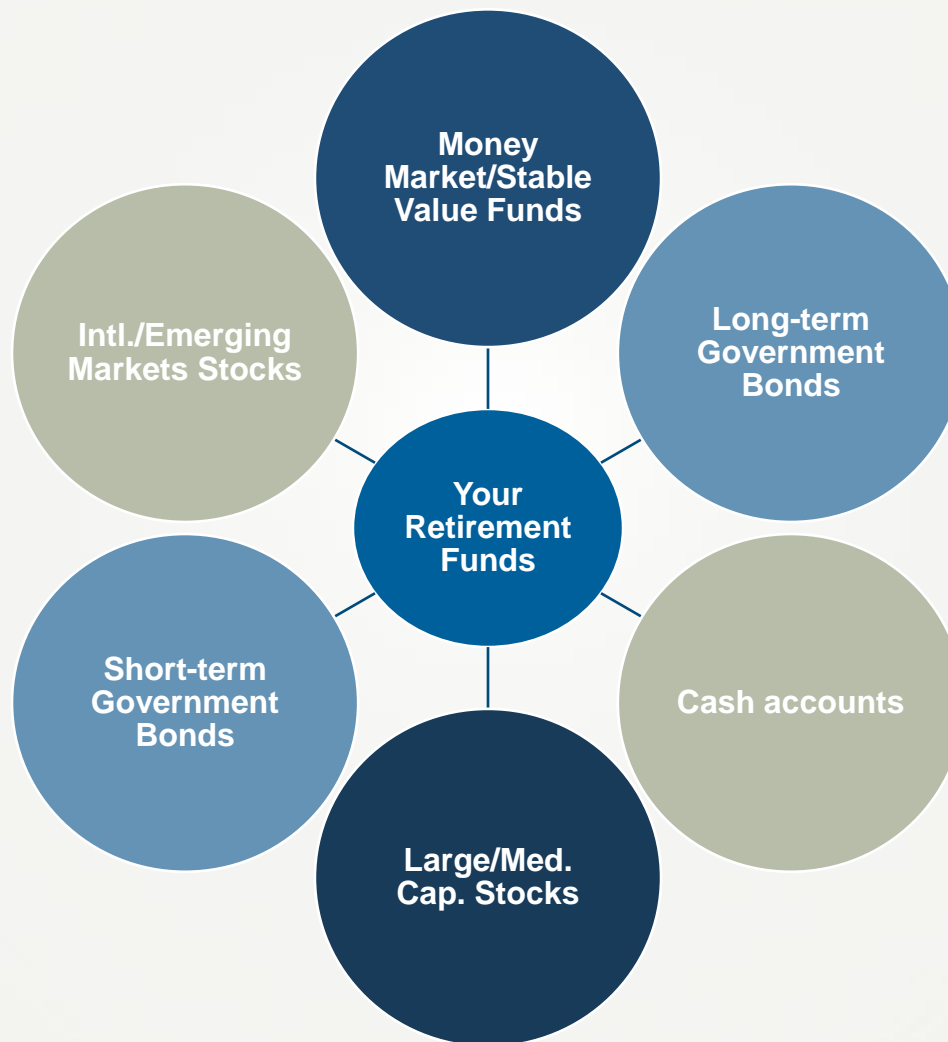 Money
Market/Stable
Value Funds
Intl./Emerging
Markets Stocks
Long-term
Government
Bonds
Your
Retirement
Funds
Short-term
Government
Bonds
Cash accounts
Large/Med.
Cap. Stocks